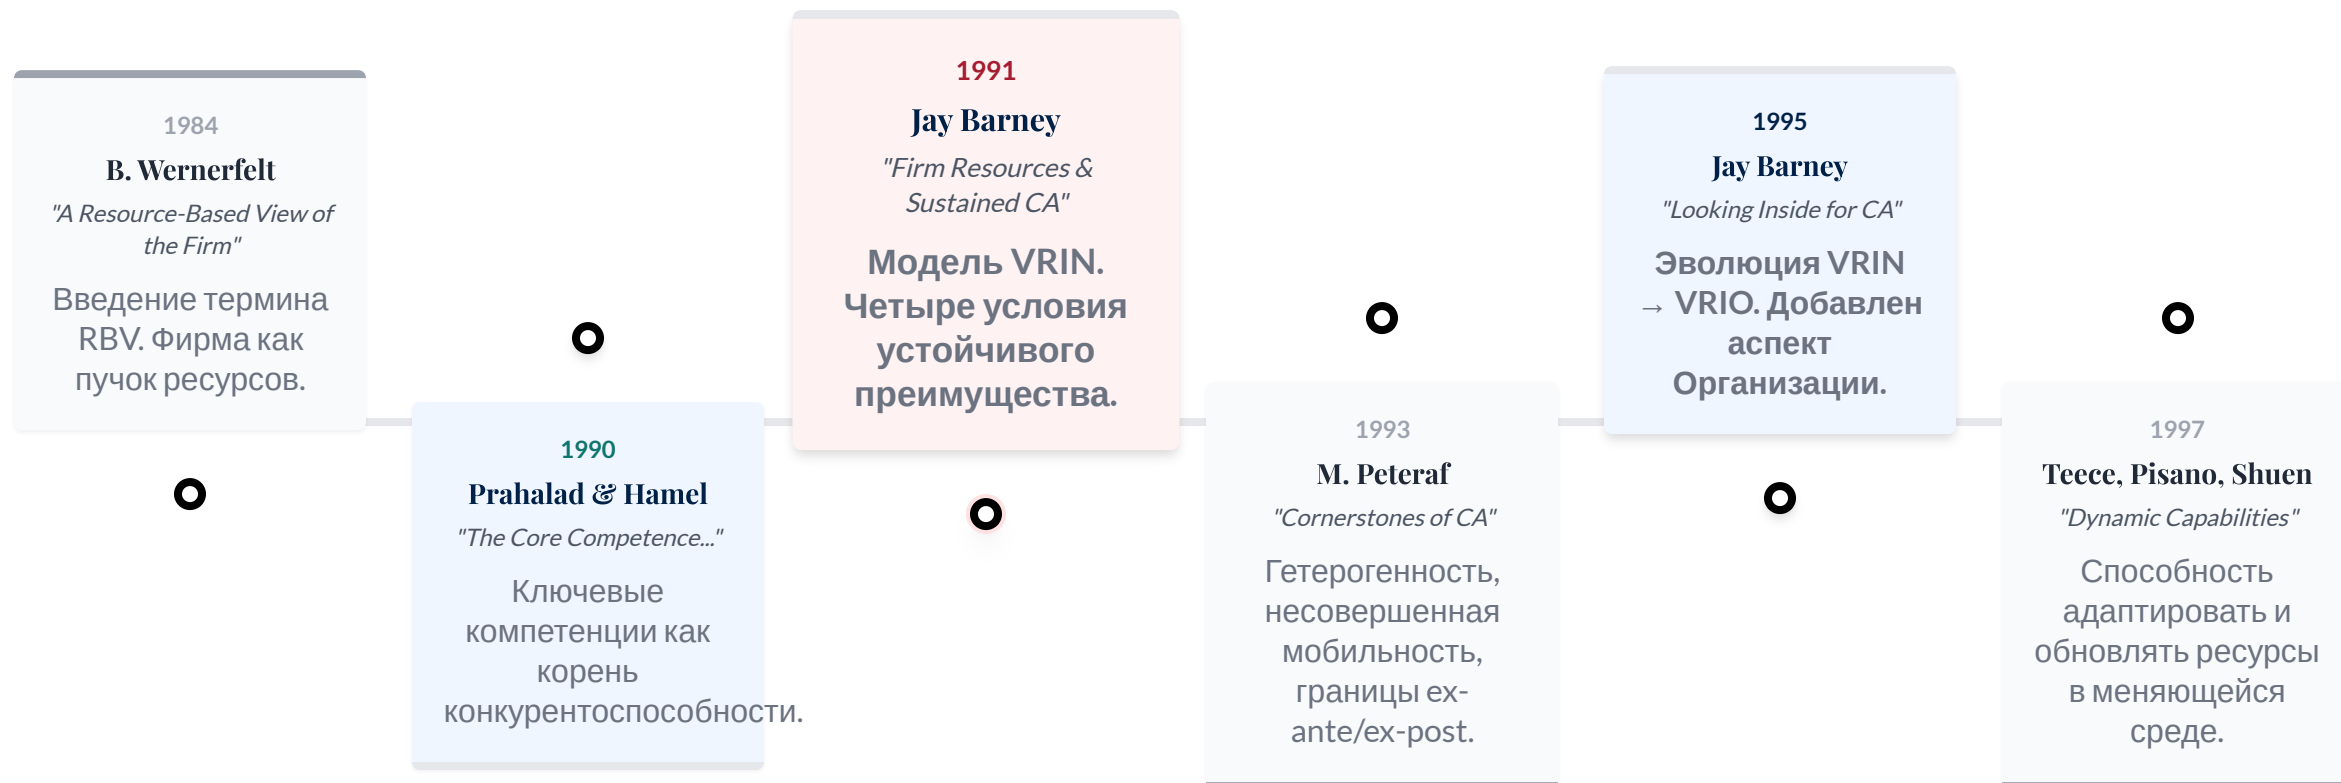 1984
B. Wernerfelt
"A Resource-Based View of
the Firm"
Введение термина
RBV. Фирма как
пучок ресурсов.
1990
Prahalad & Hamel
"The Core Competence..."
Ключевые
компетенции как
корень
конкурентоспособности.
1991
Jay Barney
"Firm Resources &
Sustained CA"
Модель VRIN.
Четыре условия
устойчивого
преимущества.
1993
M. Peteraf
"Cornerstones of CA"
Гетерогенность,
несовершенная
мобильность,
границы ex-
ante/ex-post.
1995
Jay Barney
"Looking Inside for CA"
Эволюция VRIN
→ VRIO. Добавлен
аспект
Организации.
1997
Teece, Pisano, Shuen
"Dynamic Capabilities"
Способность
адаптировать и
обновлять ресурсы
в меняющейся
среде.